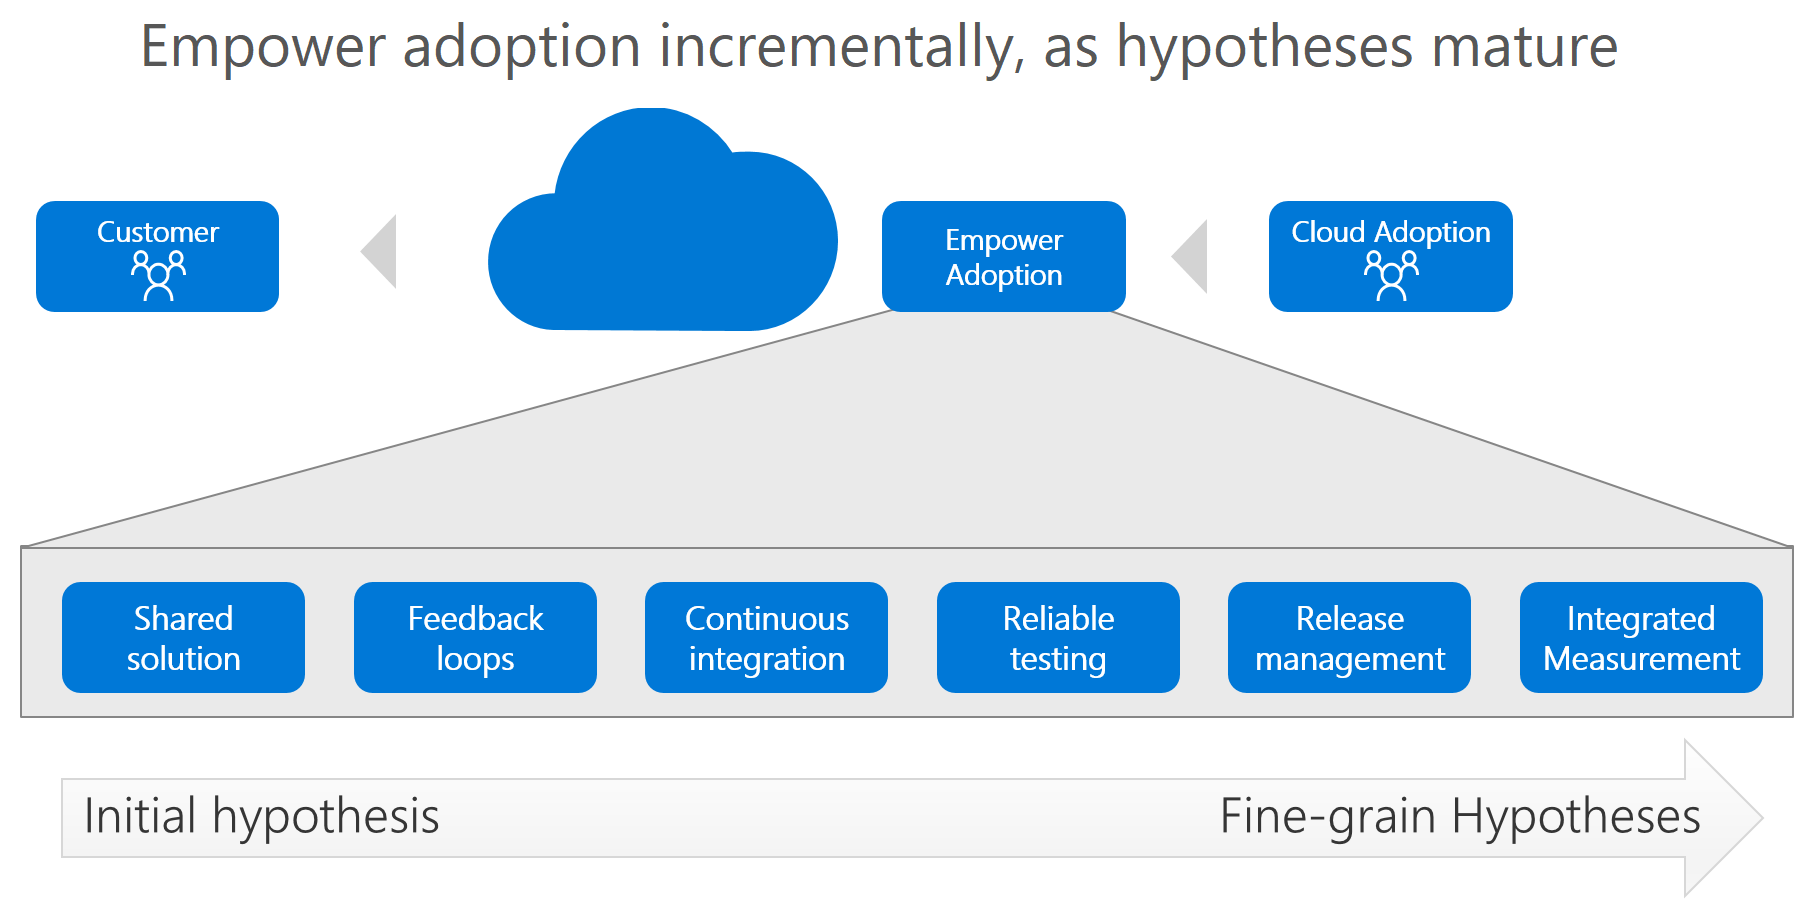 Empower adoption incrementally, as hypotheses mature
Customer
Empower
Adoption
Cloud Adoption
Shared
solution
Feedback
loops
Continuous
integration
Reliable
testing
Release
management
Integrated
Measurement
Initial hypothesis
Fine-grain Hypotheses